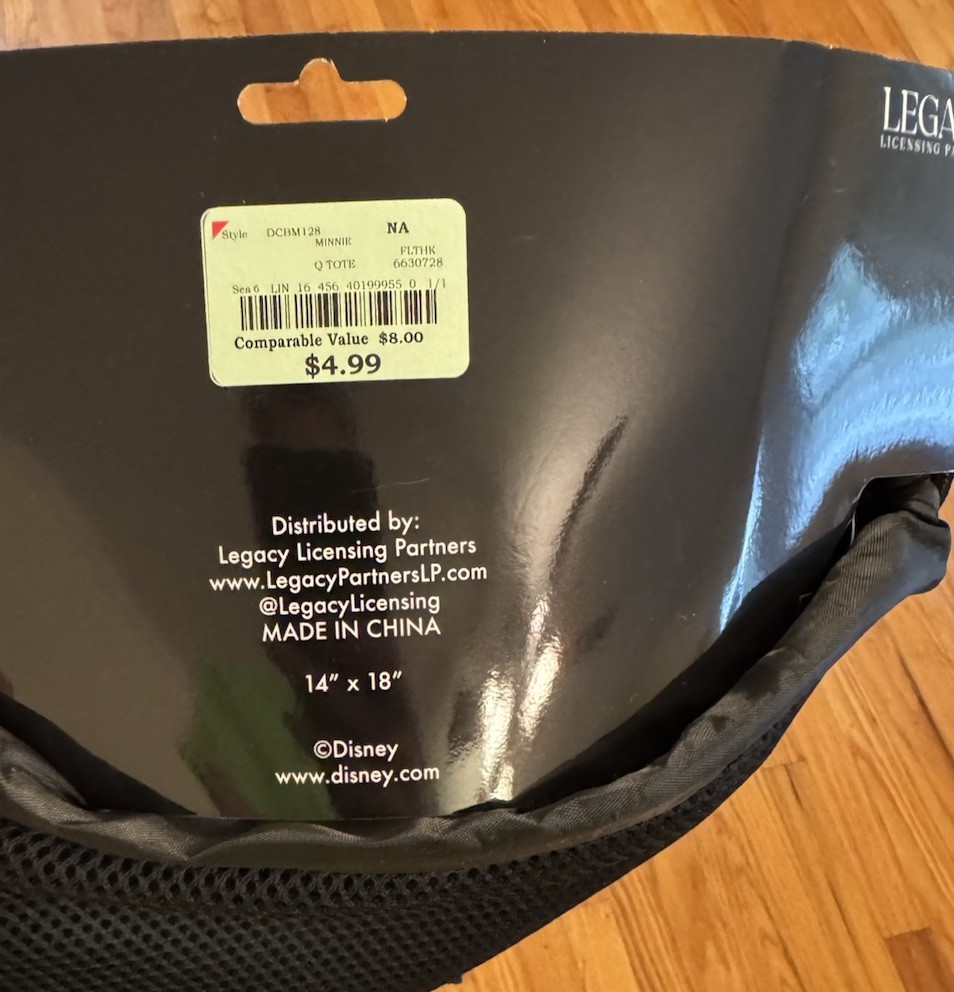 LEGA
LICENSING PA
Style DCBM128 NA
MINNIE
FLTHK
Q TOTE 6630728
Sea 6 LIN 16 456 40199955 0 1/1
Comparable Value $8.00
$4.99
Distributed by:
Legacy Licensing Partners
www.LegacyPartnersLP.com
@LegacyLicensing
MADE IN CHINA
14" x 18"
©Disney
www.disney.com